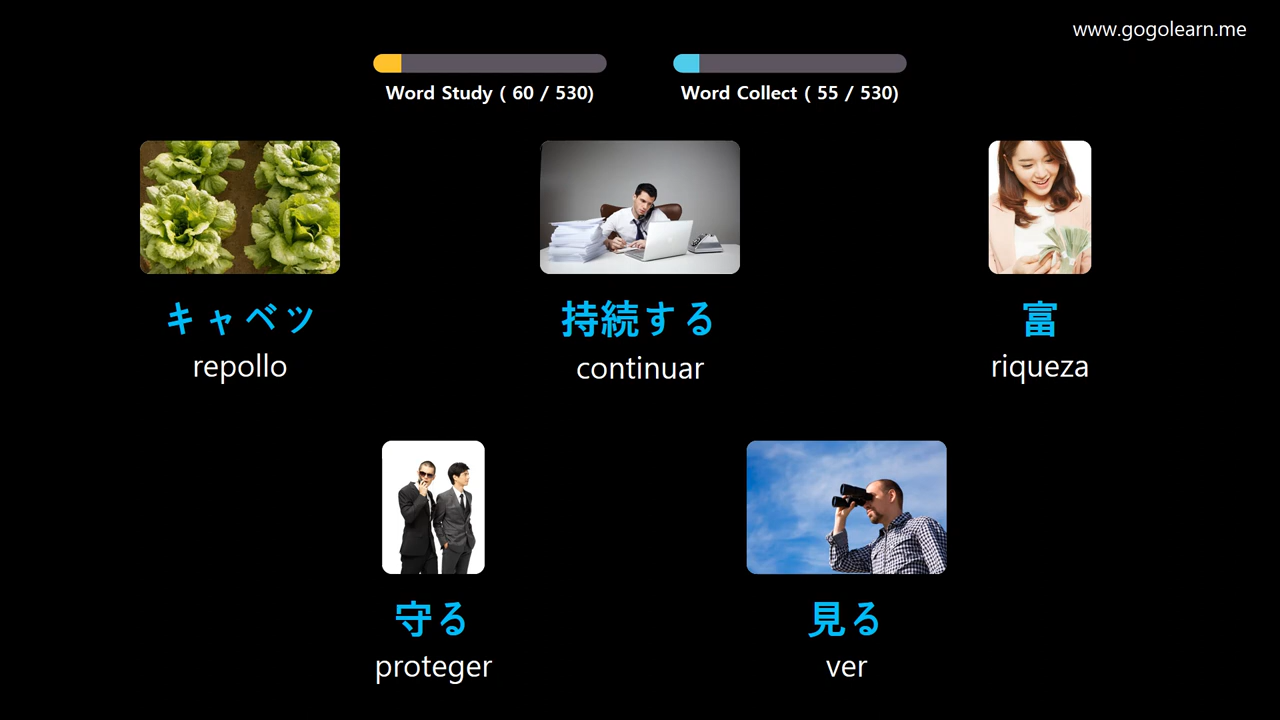 www.gogolearn.me
Word Study ( 60 / 530)
Word Collect ( 55 / 530)
キャベツ
repollo
持続する
continuar
富
riqueza
守る
proteger
見る
ver